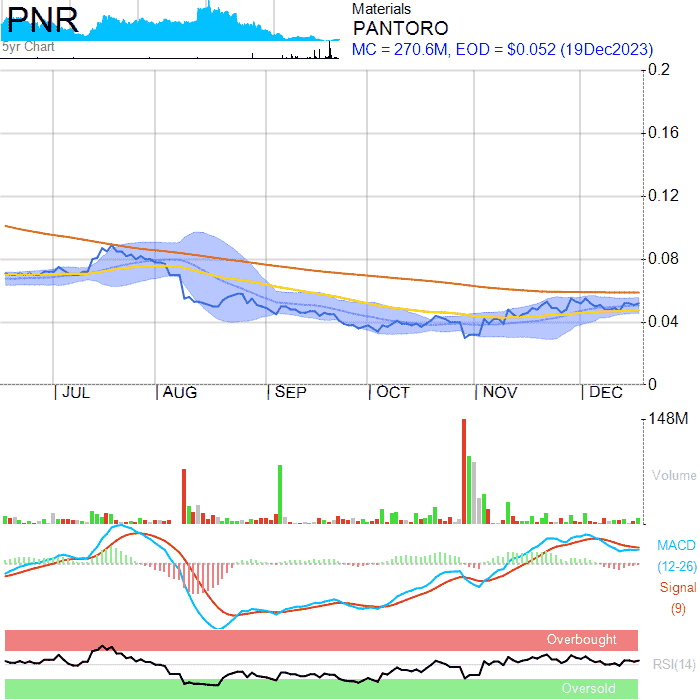 PNR
5yr Chart
Materials
PANTORO
MC = 270.6M, EOD = $0.052 (19Dec2023)
0.2
0.16
0.12
0.08
0.04
0
JUL AUG SEP OCT NOV DEC
148M
Volume
MACD
(12-26)
Signal
(9)
Overbought
RSI(14)
Oversold